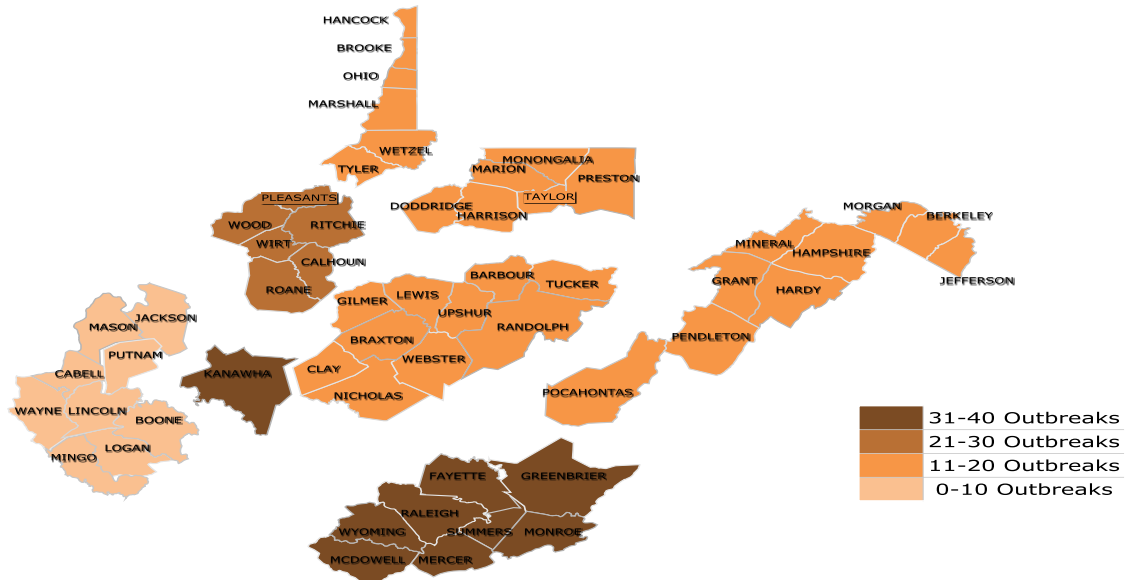 HANCOCK
BROOKE
OHIO
MARSHALL
WETZEL
TYLER
MONONGALIA
MARION
PRESTON
TAYLOR
DODDRIDGE
HARRISON
PLEASANTS
WOOD
RITCHIE
WIRT
CALHOUN
ROANE
MORGAN
BERKELEY
JEFFERSON
MINERAL
HAMPSHIRE
GRANT
HARDY
PENDLETON
POCAHONTAS
BARBOUR
TUCKER
GILMER
LEWIS
UPSHUR
RANDOLPH
BRAXTON
WEBSTER
CLAY
NICHOLAS
JACKSON
MASON
PUTNAM
CABELL
WAYNE
LINCOLN
BOONE
LOGAN
MINGO
KANAWHA
FAYETTE
GREENBRIER
RALEIGH
WYOMING
SUMMERS
MONROE
MCDOWELL
MERCER
31-40 Outbreaks
21-30 Outbreaks
11-20 Outbreaks
0-10 Outbreaks